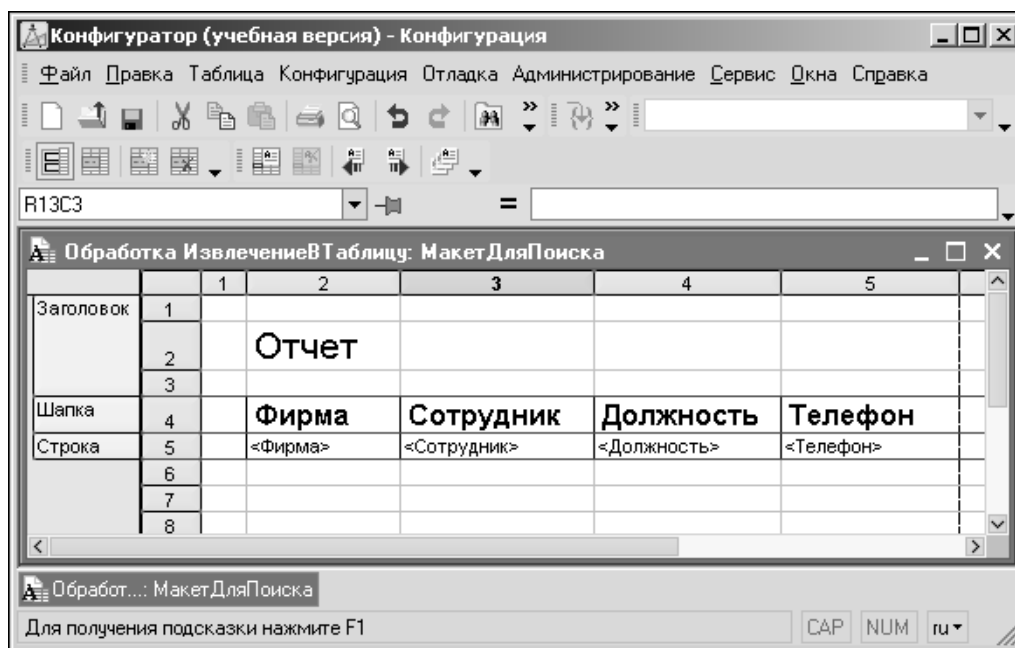 Конфигуратор (учебная версия) - Конфигурация
Файл Правка Таблица Конфигурация Отладка Администрирование Сервис Окна Справка
R13C3 =
Обработка ИзвлечениеВТаблицу: МакетДляПоиска
1 2 3 4 5
Заголовок 1
2 Отчет
3
Шапка 4 Фирма Сотрудник Должность Телефон
Строка 5 <Фирма> <Сотрудник> <Должность> <Телефон>
6
7
8
Обработ...: МакетДляПоиска
Для получения подсказки нажмите F1 CAP NUM ru